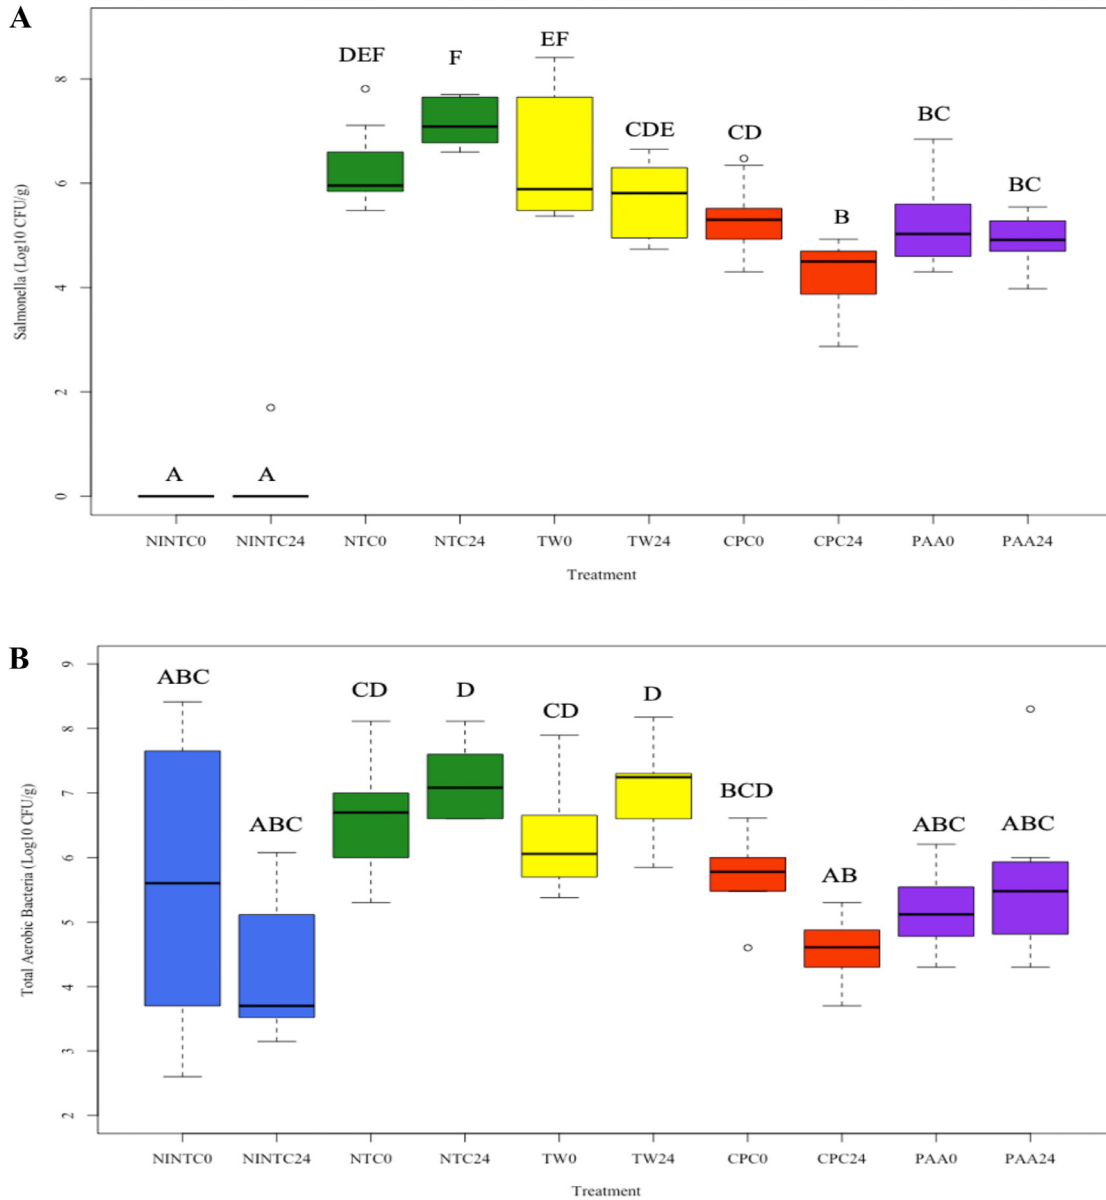 A
DEF
F
EF
CDE
CD
B
BC
BC
A
A
Salmonella (Log10 CFU/g)
8
6
4
2
0
NINTC0 NINTC24 NTC0 NTC24 TW0 TW24 CPC0 CPC24 PAA0 PAA24
Treatment
B
ABC
ABC
CD
D
CD
D
BCD
AB
ABC
ABC
Total Aerobic Bacteria (Log10 CFU/g)
9
8
7
6
5
4
3
2
NINTC0 NINTC24 NTC0 NTC24 TW0 TW24 CPC0 CPC24 PAA0 PAA24
Treatment